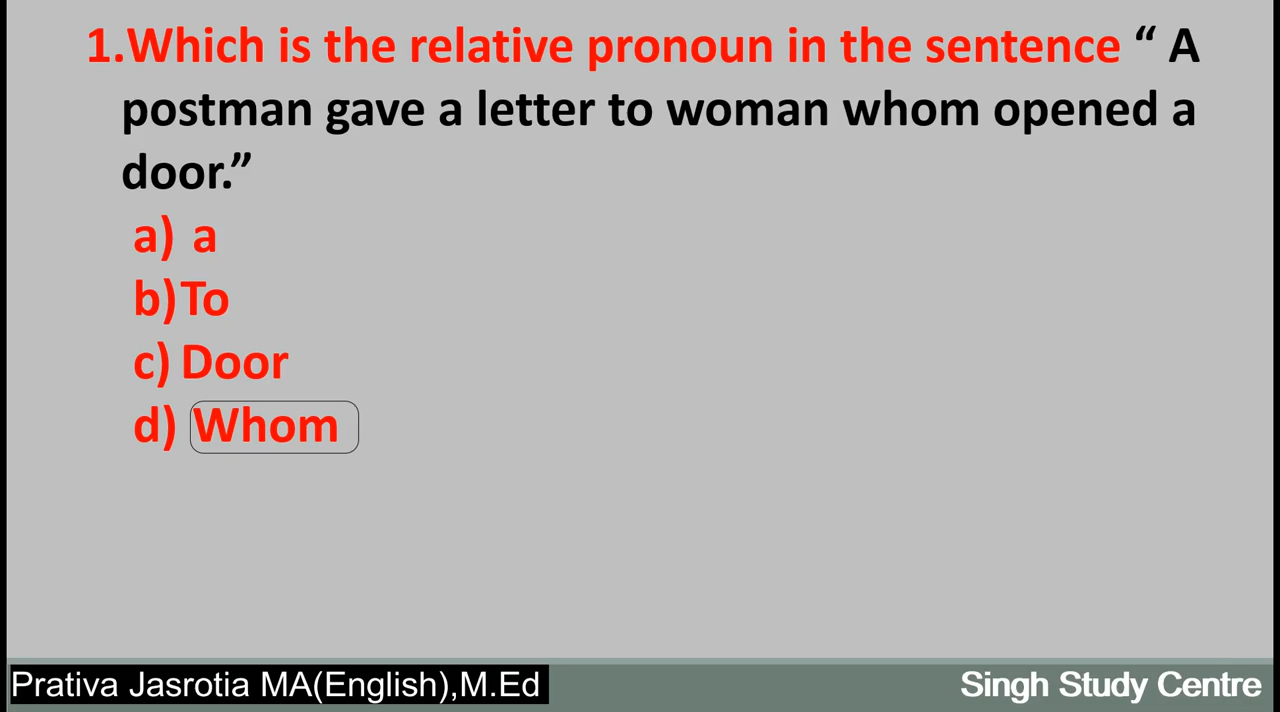 1.Which is the relative pronoun in the sentence “ A
postman gave a letter to woman whom opened a
door.”
a) a
b)To
c) Door
d) Whom
Prativa Jasrotia MA(English),M.Ed
Singh Study Centre